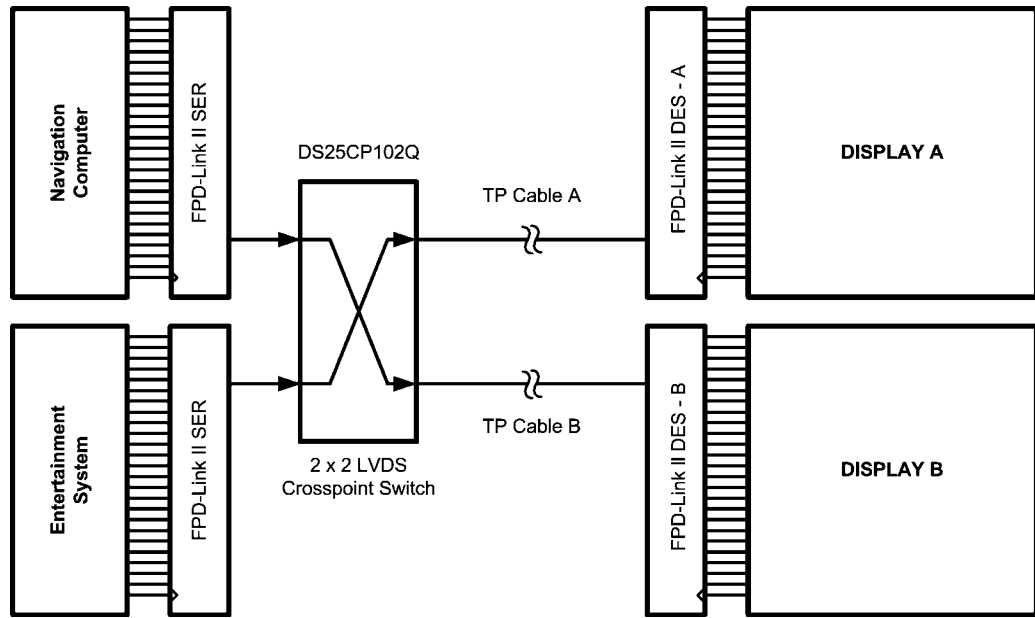 Navigation
Computer
FPD-Link II SER
DS25CP102Q
TP Cable A
FPD-Link II DES - A
DISPLAY A
Entertainment
System
FPD-Link II SER
2 x 2 LVDS
Crosspoint Switch
TP Cable B
FPD-Link II DES - B
DISPLAY B